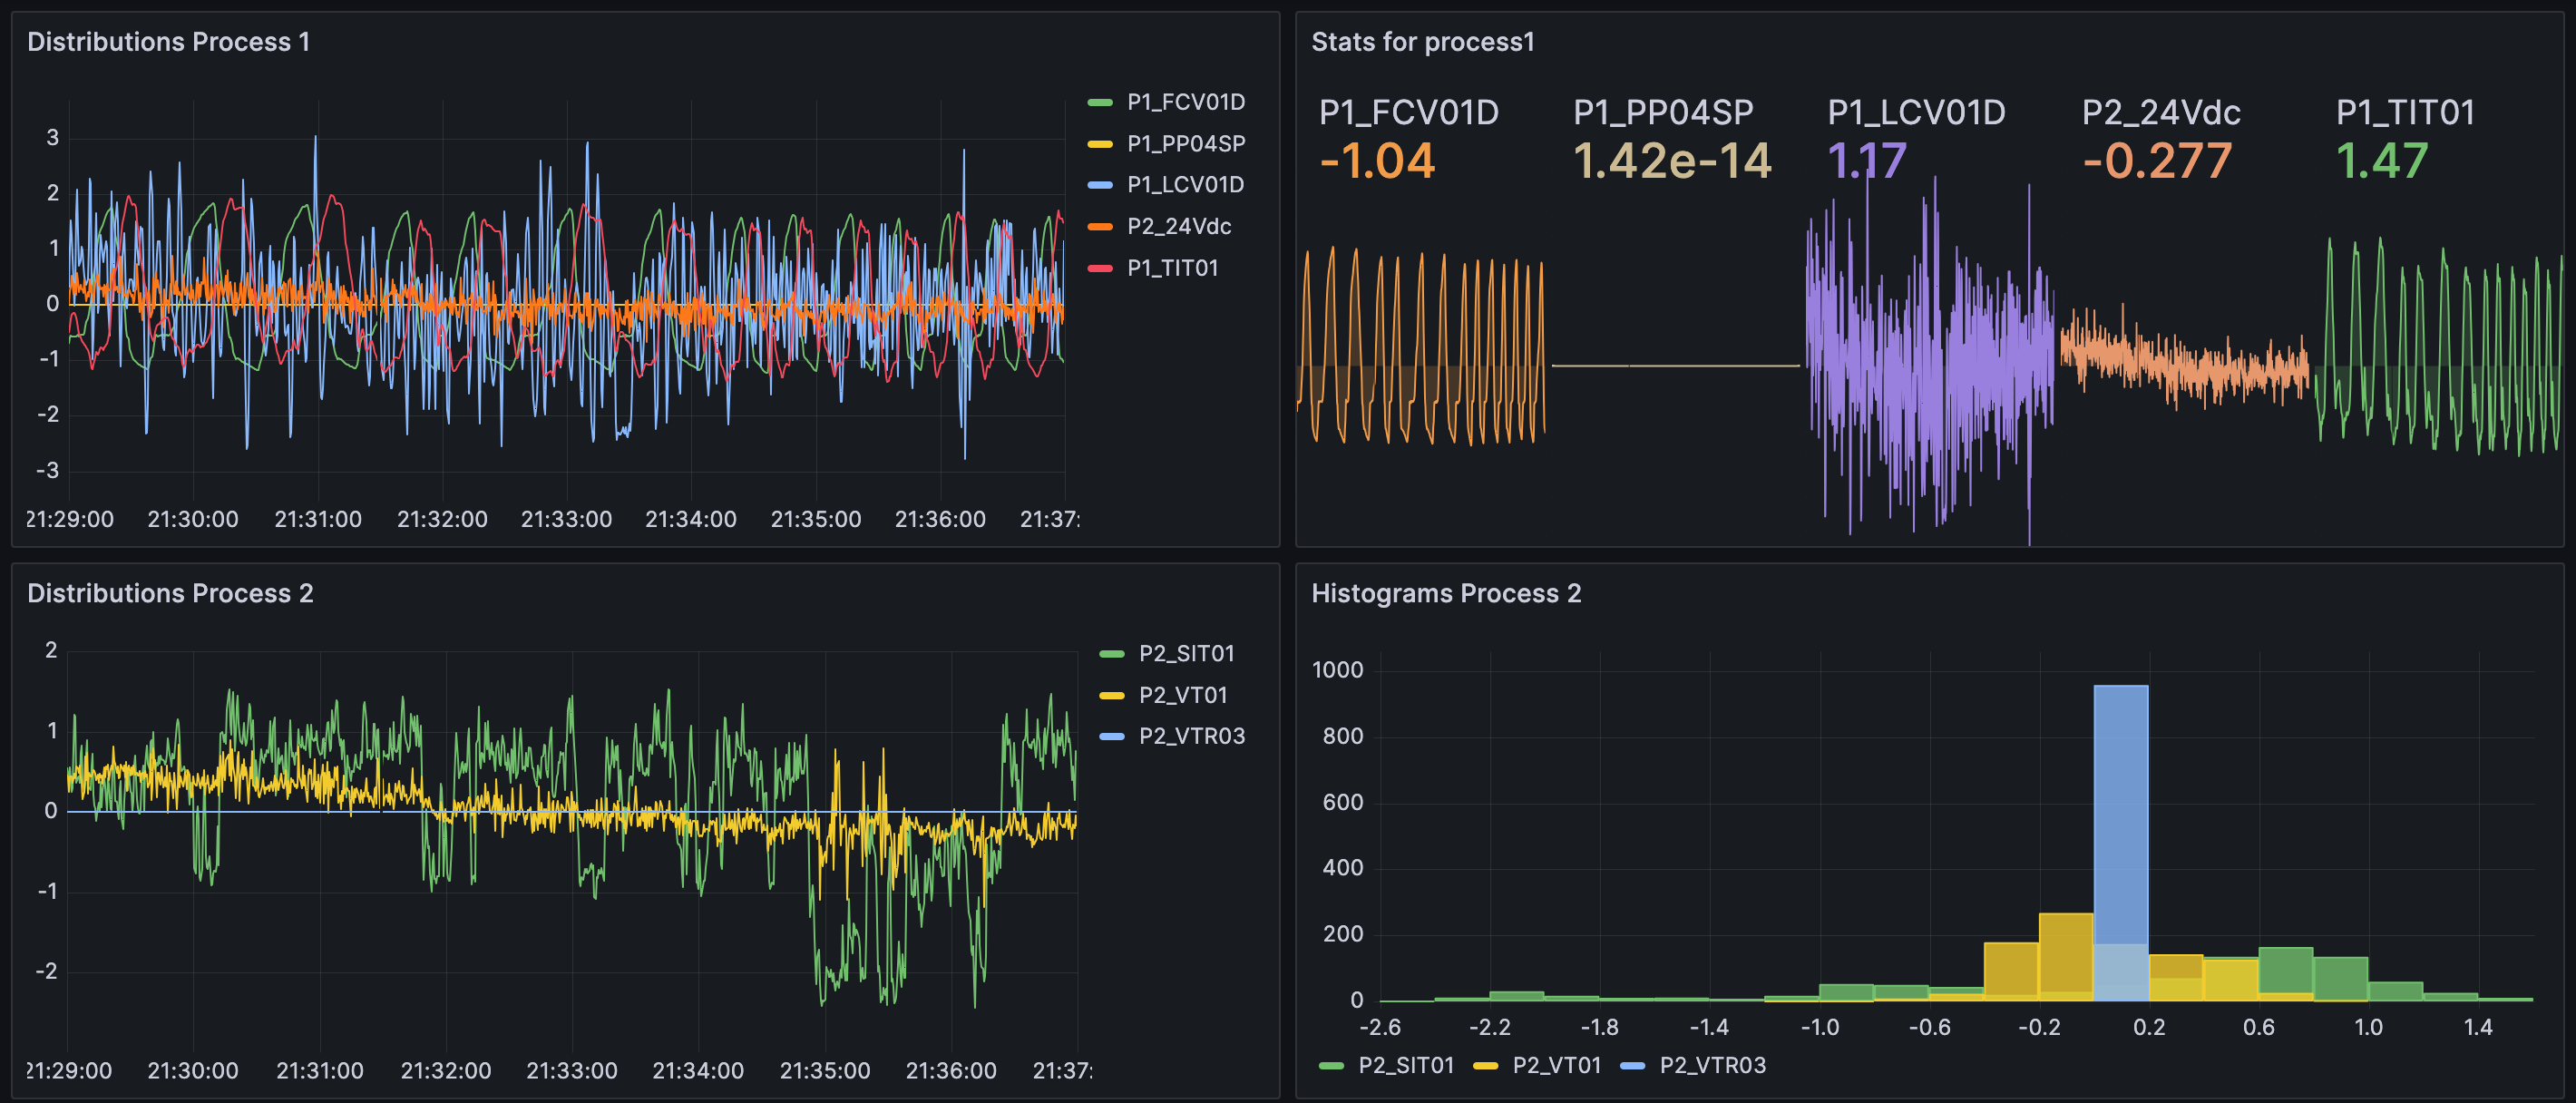 Distributions Process 1
3
2
1
0
-1
-2
-3
21:29:00 21:30:00 21:31:00 21:32:00 21:33:00 21:34:00 21:35:00 21:36:00 21:37:
P1_FCV01D
P1_PP04SP
P1_LCV01D
P2_24Vdc
P1_TIT01
Stats for process1
P1_FCV01D P1_PP04SP P1_LCV01D P2_24Vdc P1_TIT01
-1.04 1.42e-14 1.17 -0.277 1.47
Distributions Process 2
2
1
0
-1
-2
21:29:00 21:30:00 21:31:00 21:32:00 21:33:00 21:34:00 21:35:00 21:36:00 21:37:
P2_SIT01
P2_VT01
P2_VTR03
Histograms Process 2
1000
800
600
400
200
0
-2.6 -2.2 -1.8 -1.4 -1.0 -0.6 -0.2 0.2 0.6 1.0 1.4
P2_SIT01 P2_VT01 P2_VTR03